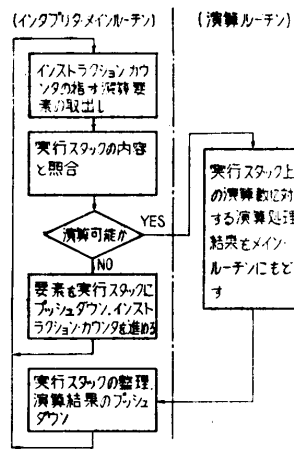 (インタプリタ・メインルーチン)
(演算ルーチン)
インストラクション・カウ
ンタの指す演算要
素の取出し
実行スタックの内容
と照合
演算可能か
YES
NO
要素を実行スタックに
プッシュダウン、インスト
ラクション・カウンタを進める
実行スタックの整理、
演算結果のプッシュ
ダウン
実行スタック上
の演算数に対
する演算処理
結果をメイン・
ルーチンにもど
す